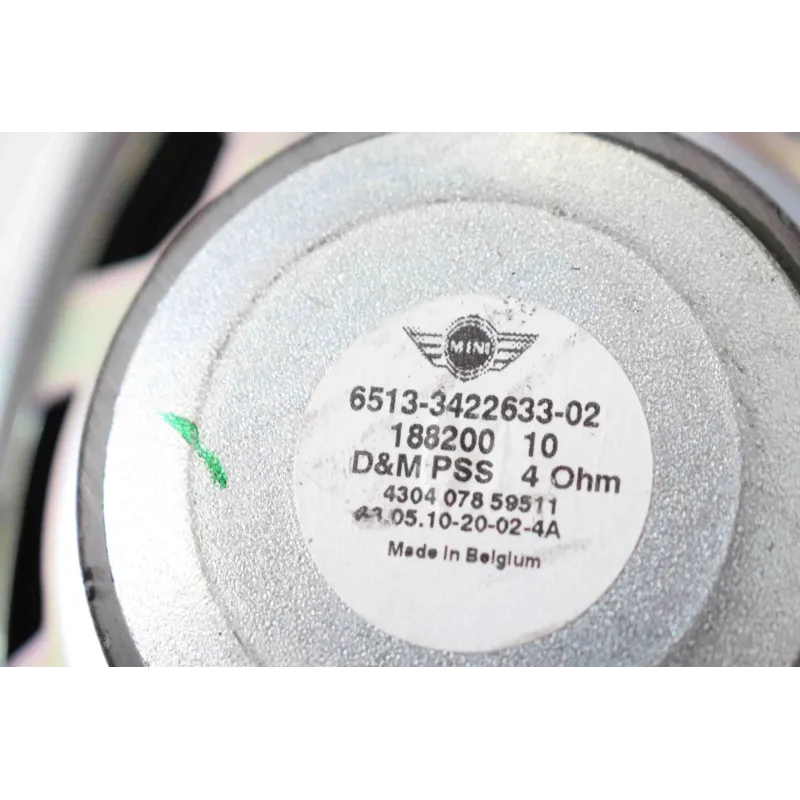 MINI
6513-3422633-02
188200 10
D&M PSS 4 Ohm
4304 078 59511
05.10-20-02-4A
Made in Belgium